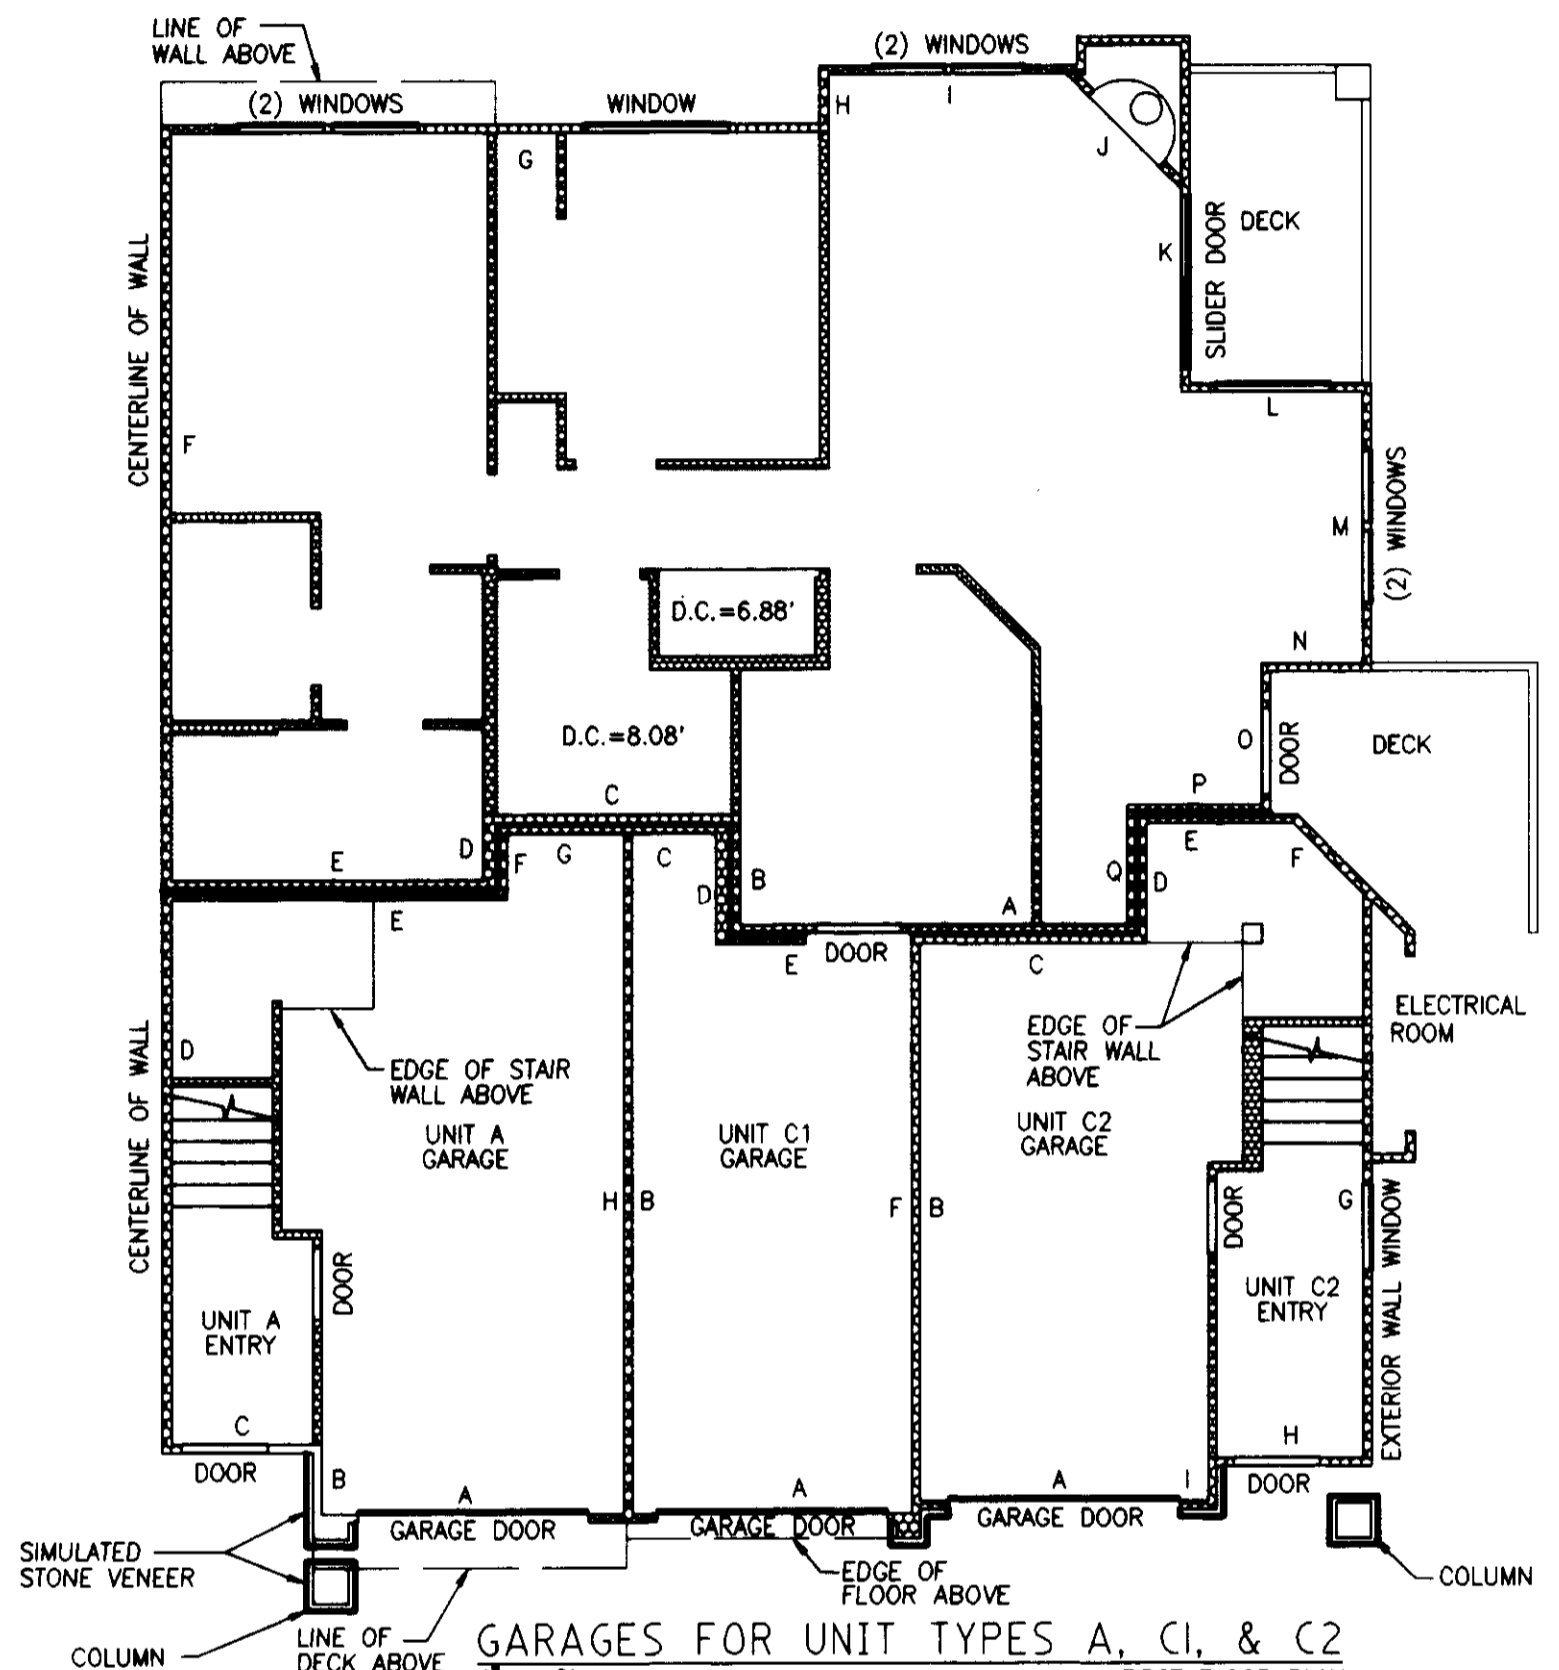 LINE OF
WALL ABOVE
(2) WINDOWS
(2) WINDOWS
WINDOW
H
I
G
J
DECK
K
SLIDER DOOR
CENTERLINE OF WALL
F
L
M
(2) WINDOWS
D.C.=6.88'
N
D.C.=8.08'
O
DOOR
DECK
C
P
E
D
F
G
C
D
B
Q
D
E
F
E
A
E
DOOR
C
D
EDGE OF
STAIR WALL
ABOVE
ELECTRICAL
ROOM
CENTERLINE OF WALL
EDGE OF STAIR
WALL ABOVE
UNIT A
GARAGE
UNIT C1
GARAGE
UNIT C2
GARAGE
H
B
F
B
DOOR
G
EXTERIOR WALL WINDOW
DOOR
UNIT A
ENTRY
UNIT C2
ENTRY
C
H
DOOR
B
A
A
A
I
DOOR
GARAGE DOOR
GARAGE DOOR
GARAGE DOOR
SIMULATED
STONE VENEER
EDGE OF
FLOOR ABOVE
COLUMN
COLUMN
LINE OF
DECK ABOVE
GARAGES FOR UNIT TYPES A, C1, & C2